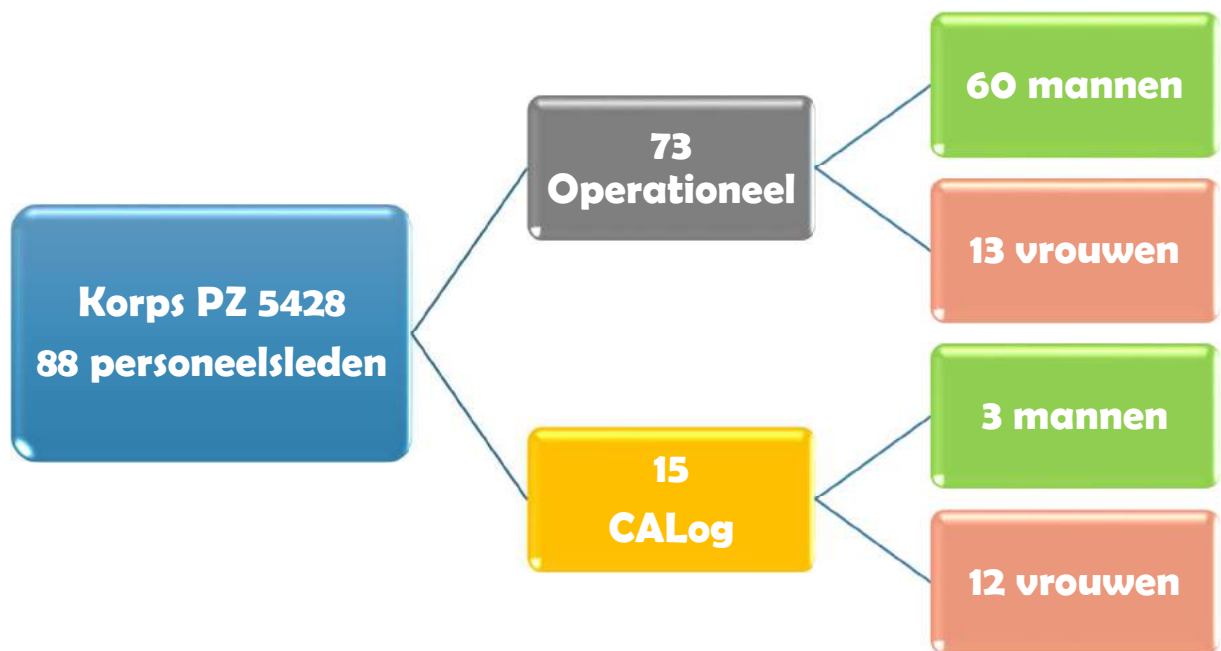 Korps PZ 5428
88 personeelsleden
73
Operationeel
60 mannen
13 vrouwen
15
CALog
3 mannen
12 vrouwen